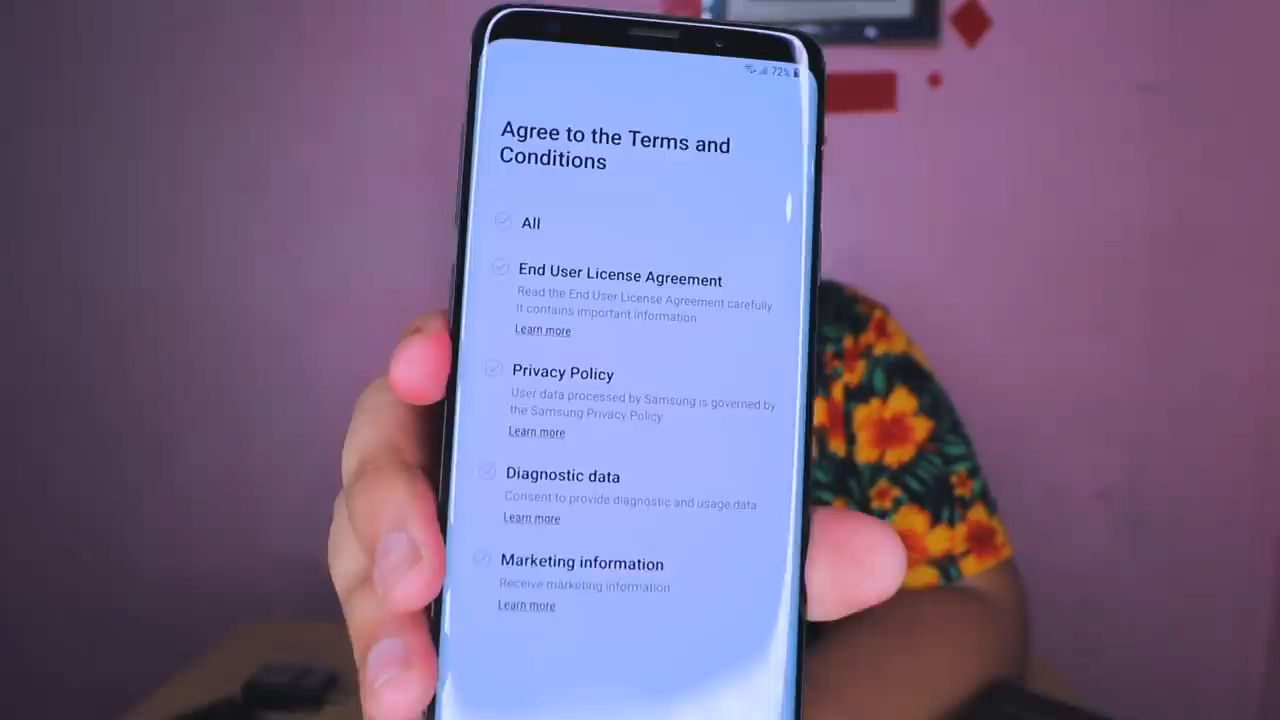 72%
Agree to the Terms and
Conditions
All
End User License Agreement
Read the End User License Agreement carefully
It contains important information
Learn more
Privacy Policy
User data processed by Samsung is governed by
the Samsung Privacy Policy
Learn more
Diagnostic data
Consent to provide diagnostic and usage data
Learn more
Marketing information
Receive marketing information
Learn more